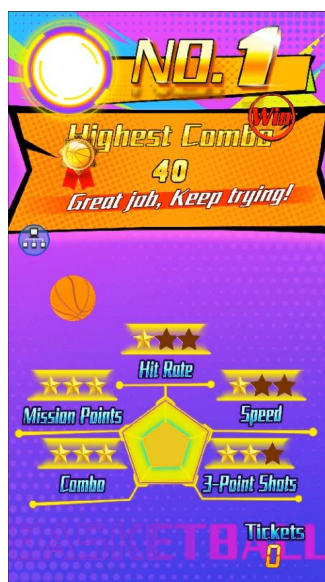 NO. 1
Win
Highest Combo
40
Great job, Keep trying!
Hit Rate
Mission Points
Speed
Combo
3-Point Shots
BASKETBALL
Tickets
0